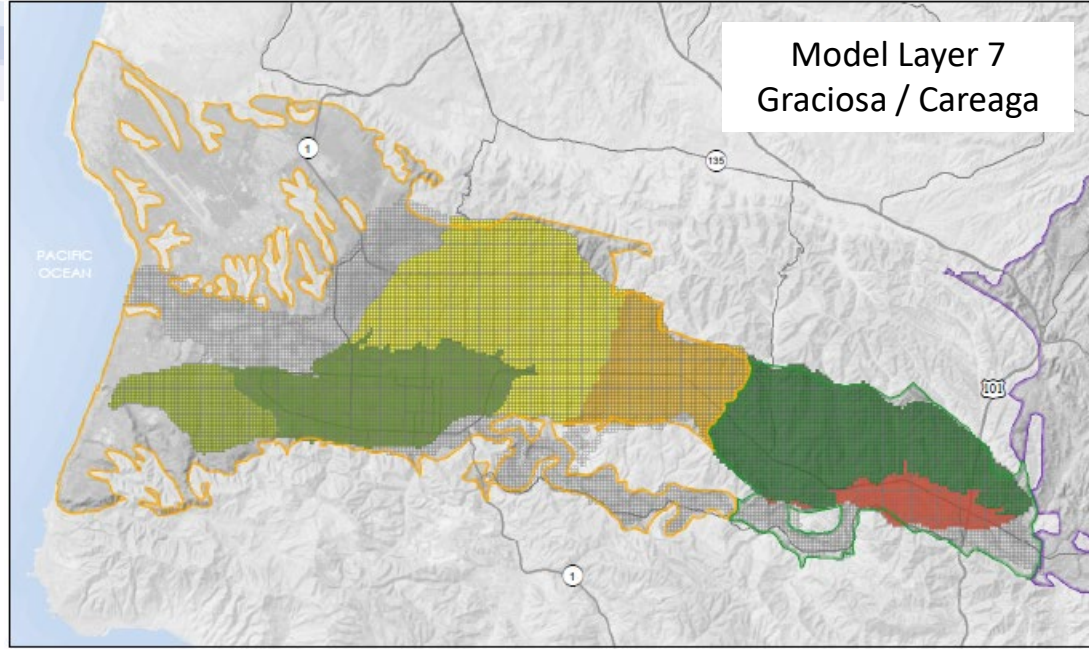 Model Layer 7
Graciosa / Careaga
1
135
PACIFIC
OCEAN
101
1